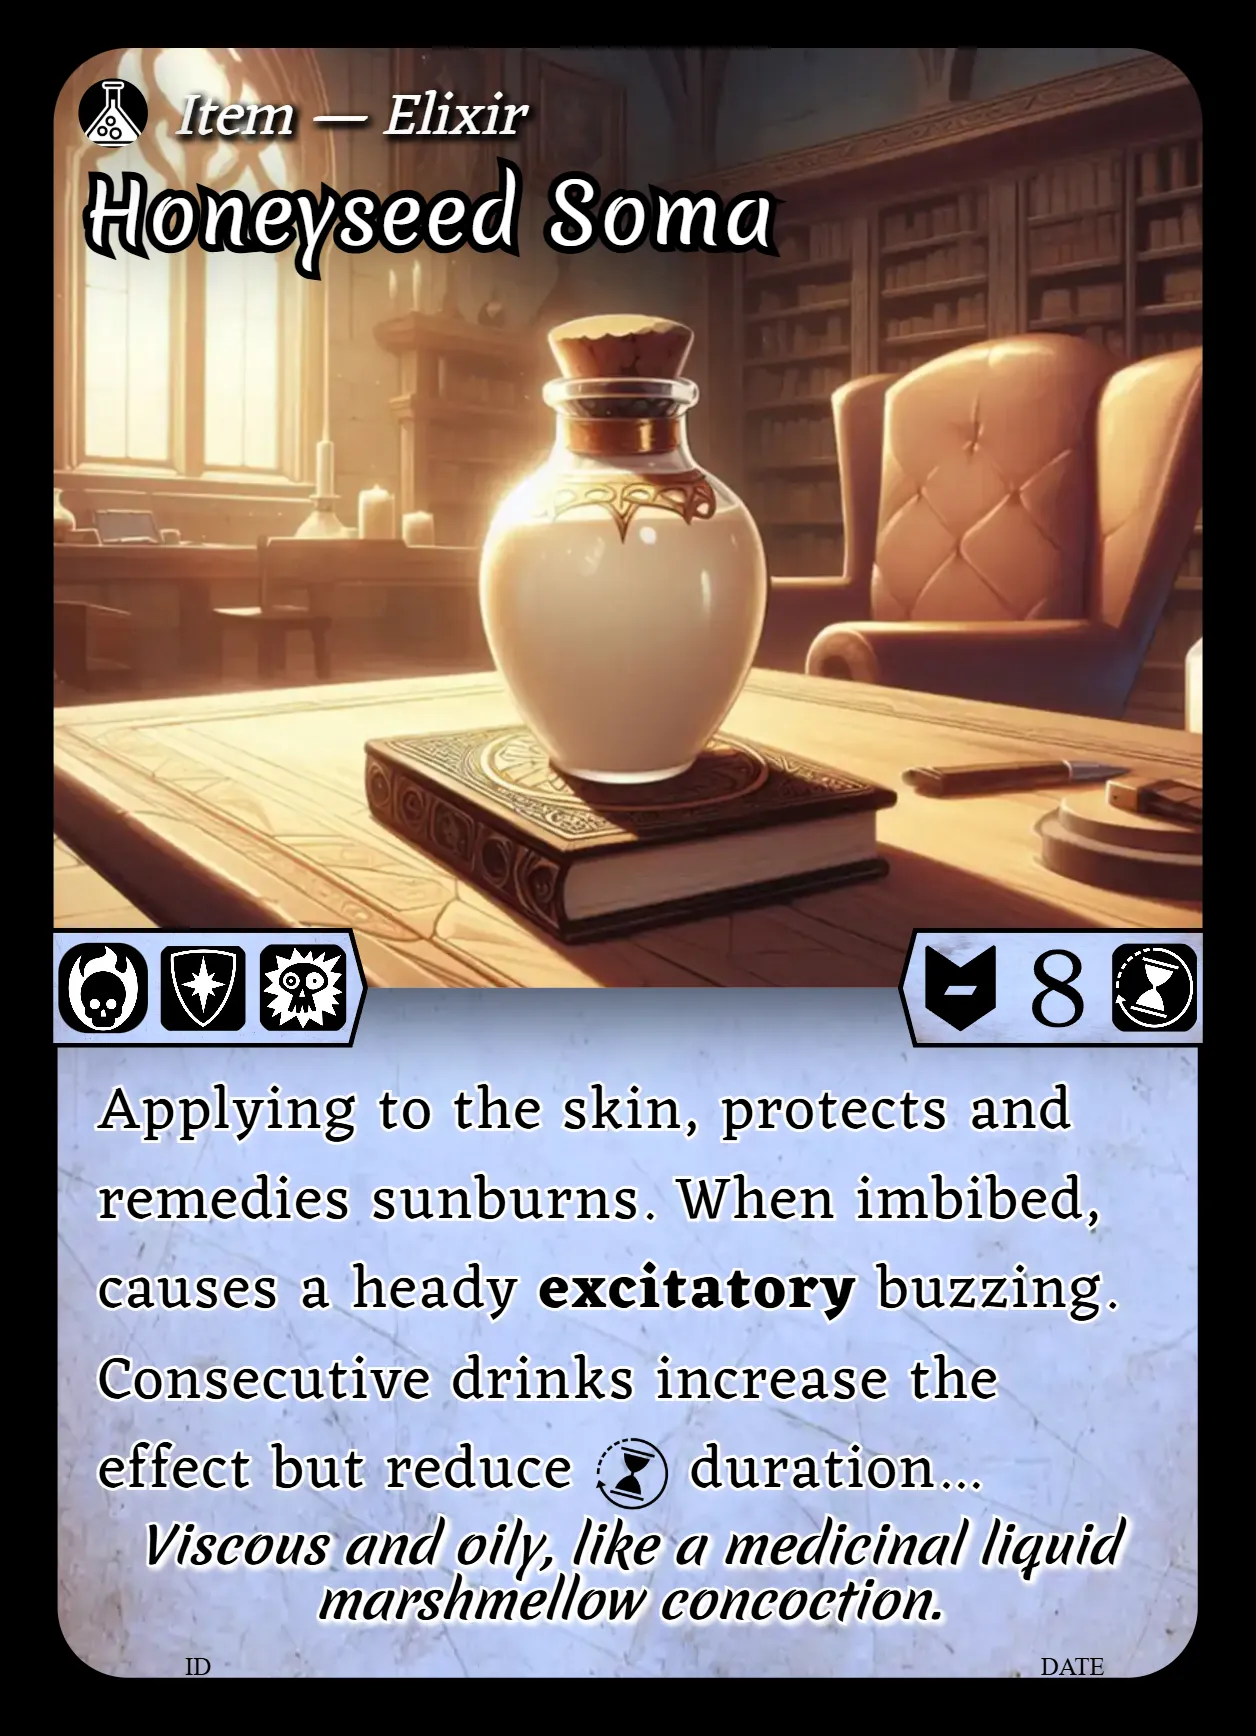 Item — Elixir
Honeyseed Soma
8
Applying to the skin, protects and
remedies sunburns. When imbibed,
causes a heady excitatory buzzing.
Consecutive drinks increase the
effect but reduce duration...
Viscous and oily, like a medicinal liquid
marshmellow concoction.
ID
DATE